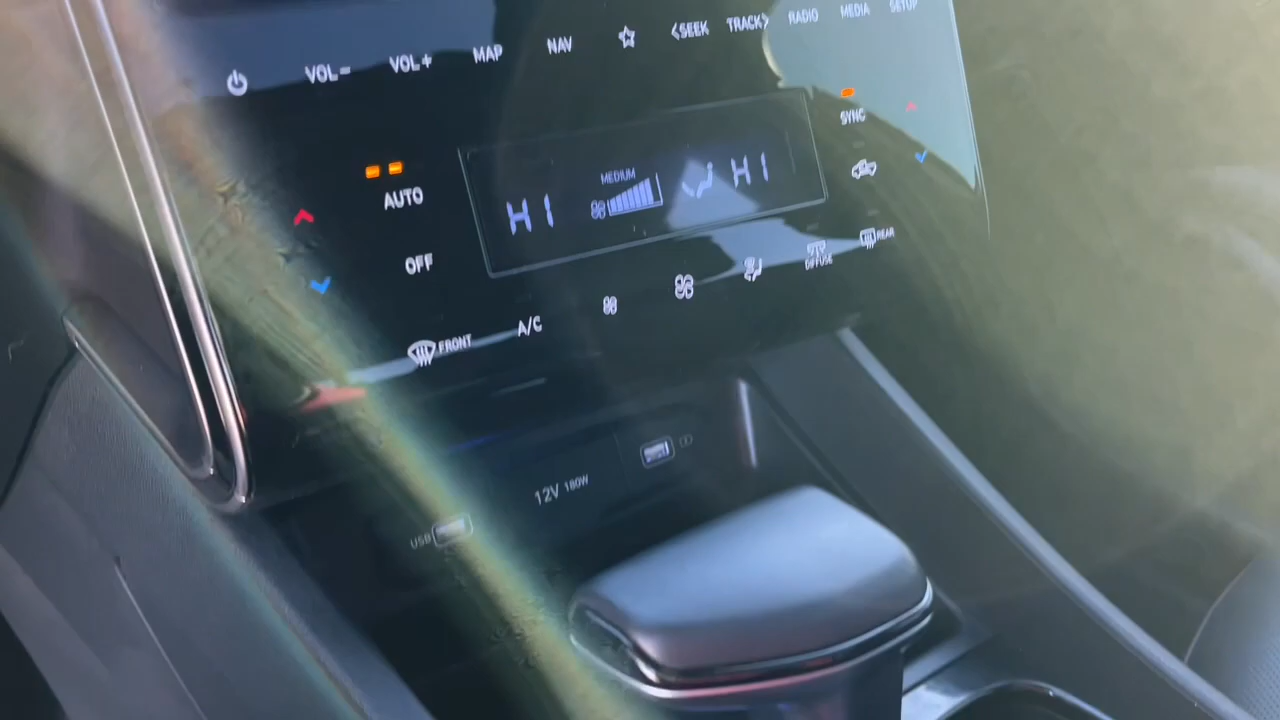 VOL− VOL+ MAP NAV ☆ <SEEK TRACK> RADIO MEDIA SETUP
SYNC
AUTO
MEDIUM
HI HI
OFF
REAR
DIFFUSE
A/C
FRONT
12V 180W
USB